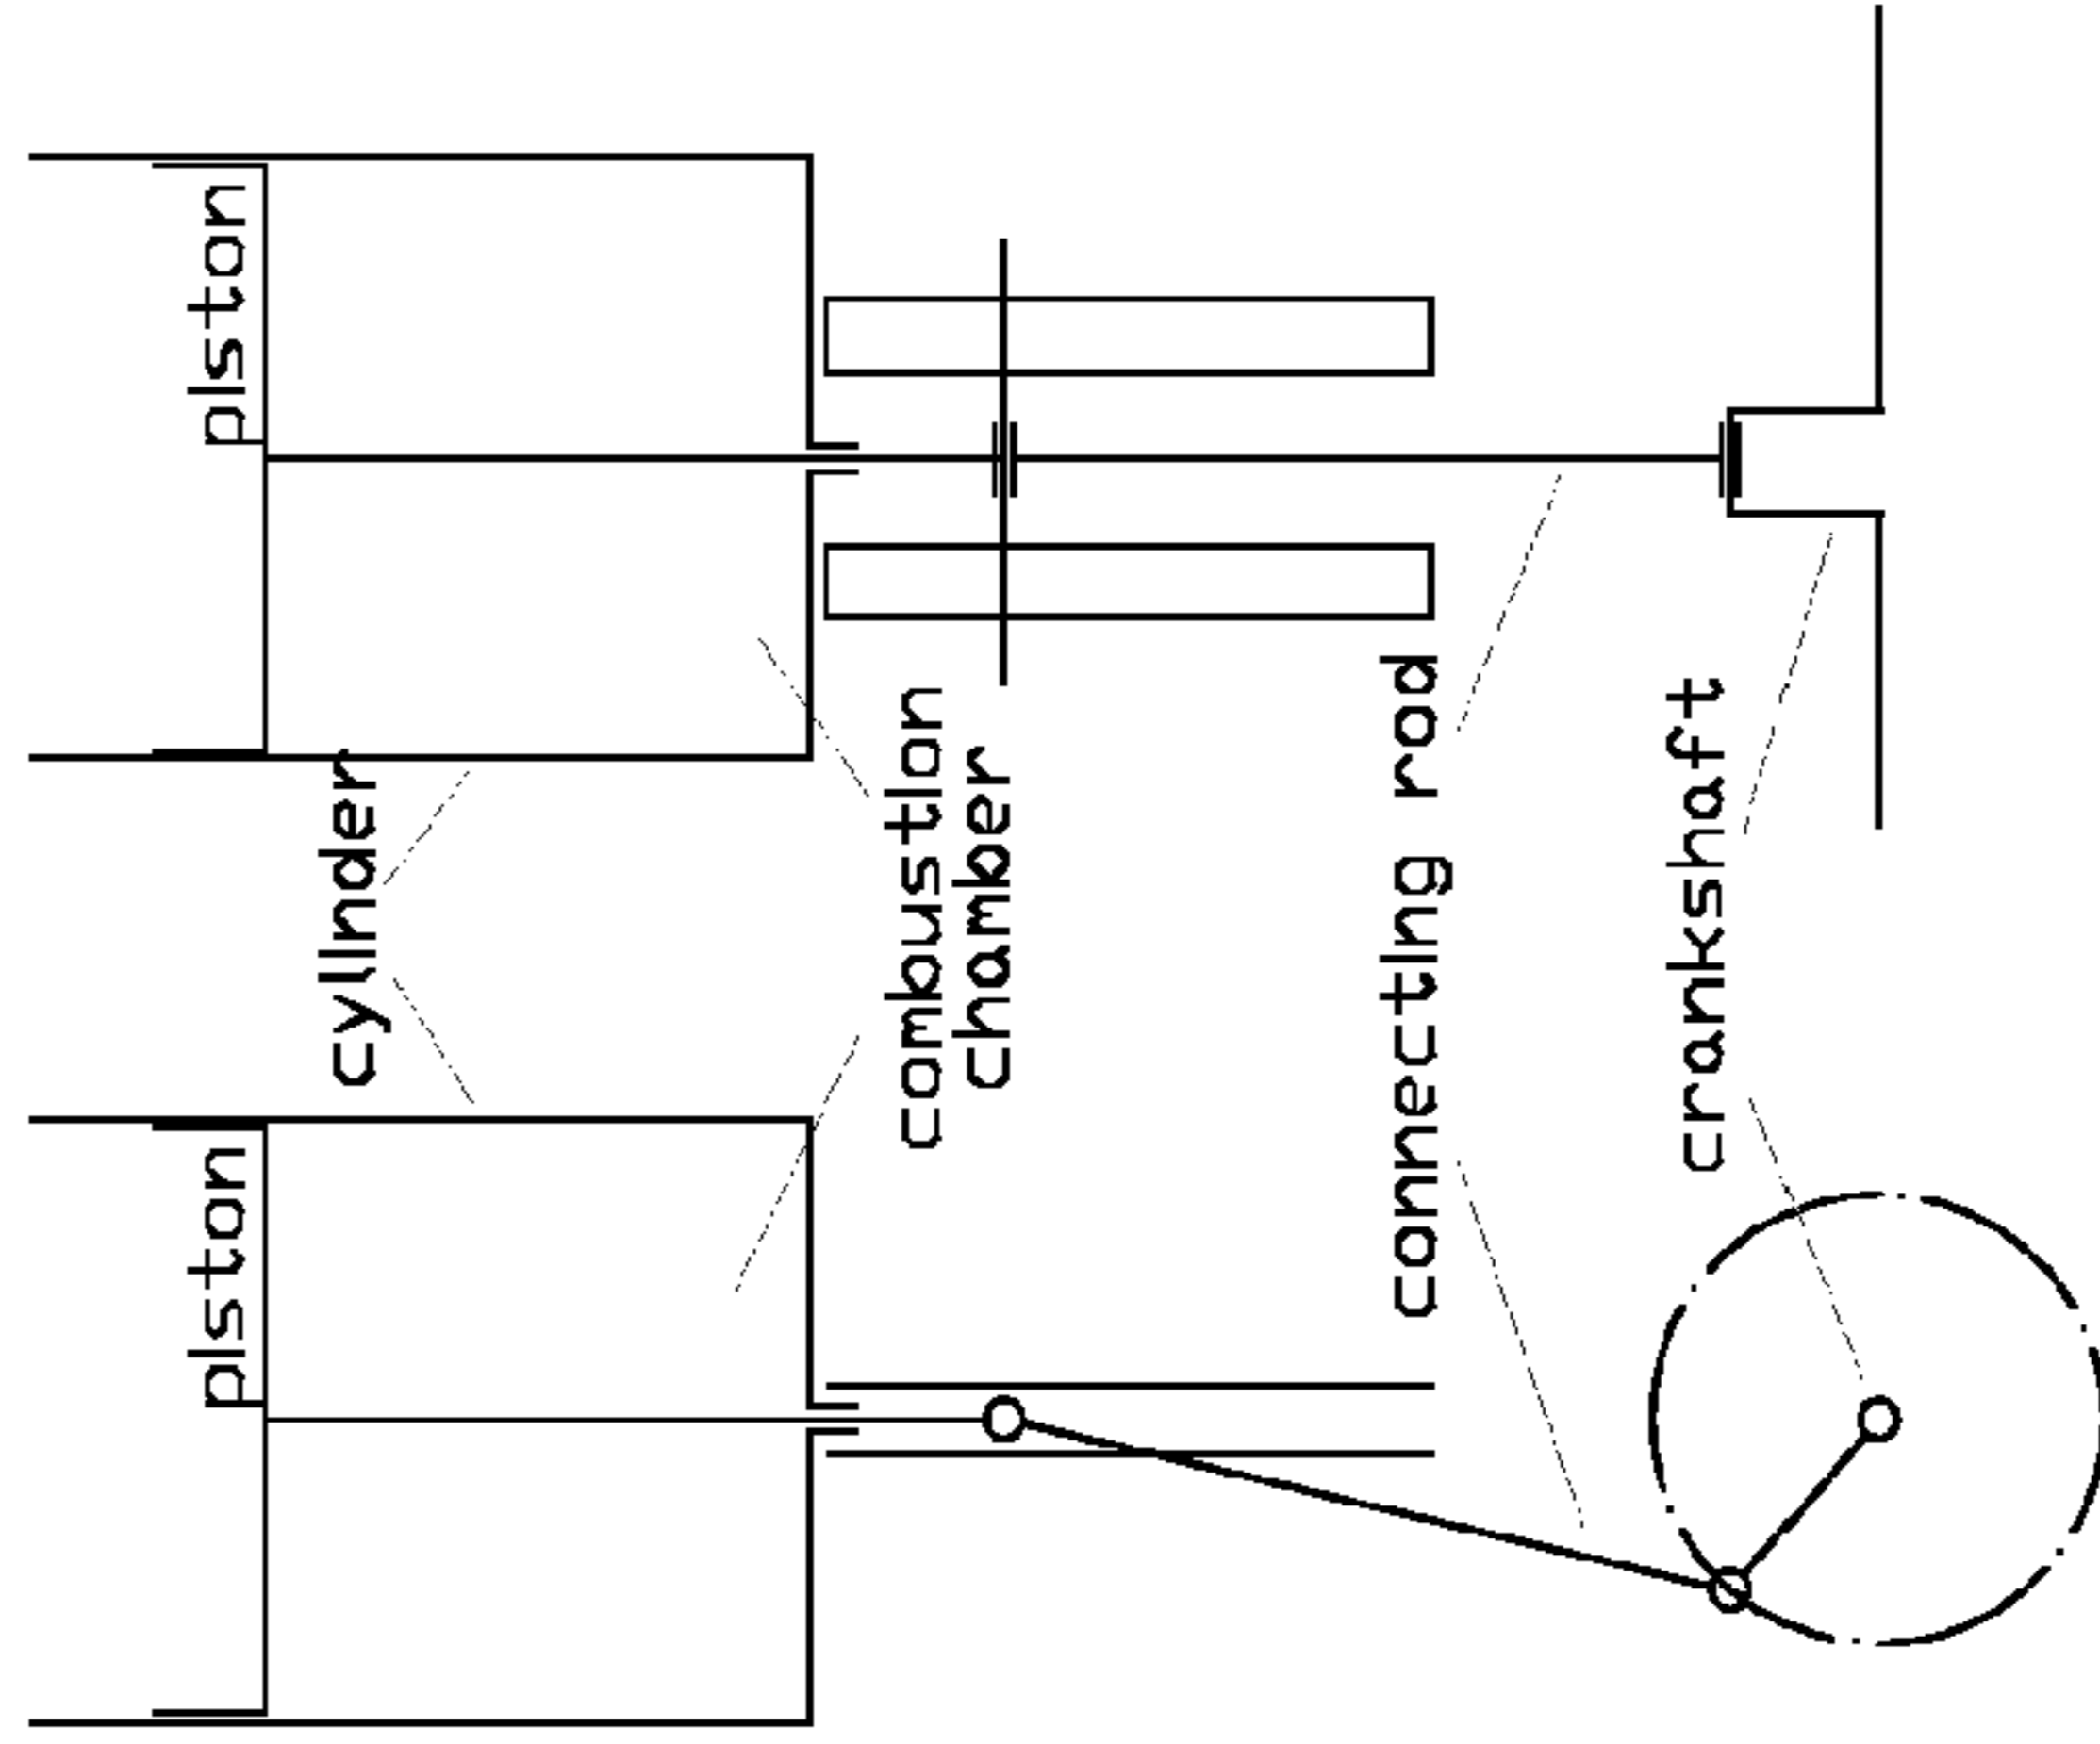 piston
piston
cylinder
combustion
chamber
connecting rod
crankshaft